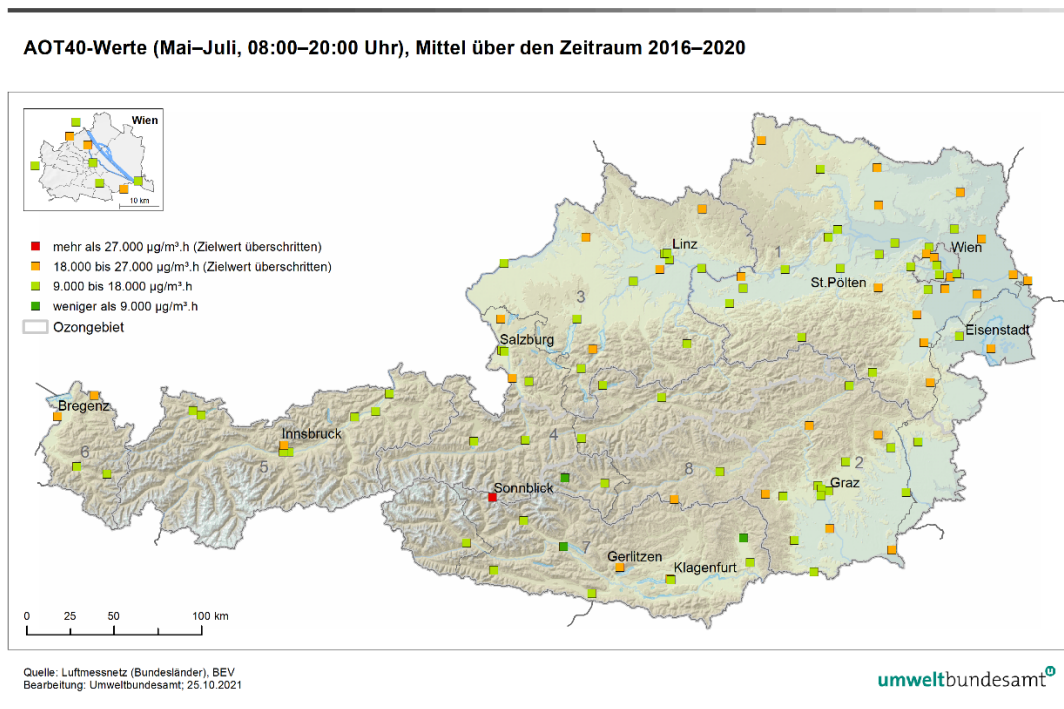 AOT40-Werte (Mai–Juli, 08:00–20:00 Uhr), Mittel über den Zeitraum 2016–2020
Wien
10 km
mehr als 27.000 µg/m³.h (Zielwert überschritten)
18.000 bis 27.000 µg/m³.h (Zielwert überschritten)
9.000 bis 18.000 µg/m³.h
weniger als 9.000 µg/m³.h
Ozongebiet
Linz
1
Wien
St.Pölten
3
Eisenstadt
Salzburg
Bregenz
Innsbruck
4
6
5
2
8
Graz
Sonnblick
7
Gerlitzen
Klagenfurt
0 25 50 100 km
Quelle: Luftmessnetz (Bundesländer), BEV
Bearbeitung: Umweltbundesamt; 25.10.2021
umweltbundesamt